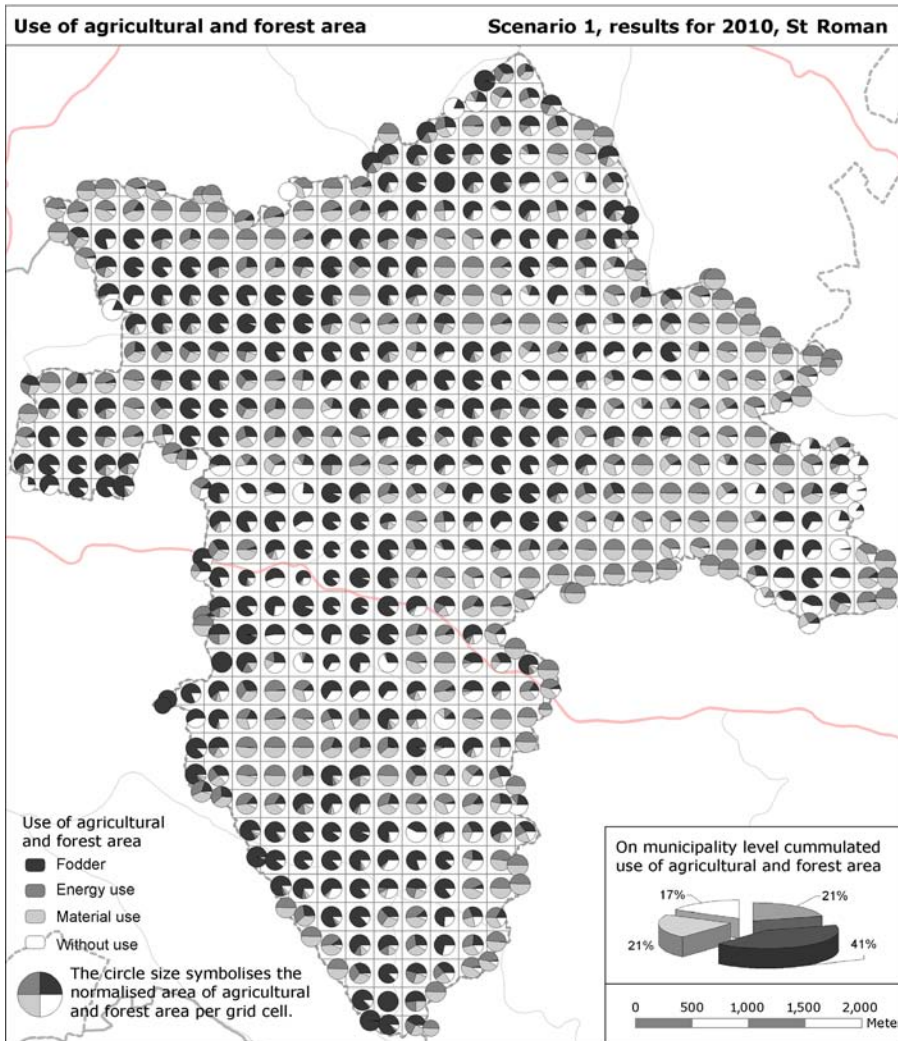 Use of agricultural and forest area
Scenario 1, results for 2010, St Roman
Use of agricultural
and forest area
Fodder
Energy use
Material use
Without use
The circle size symbolises the
normalised area of agricultural
and forest area per grid cell.
On municipality level cummulated
use of agricultural and forest area
17%
21%
21%
41%
0 500 1,000 1,500 2,000
Mete